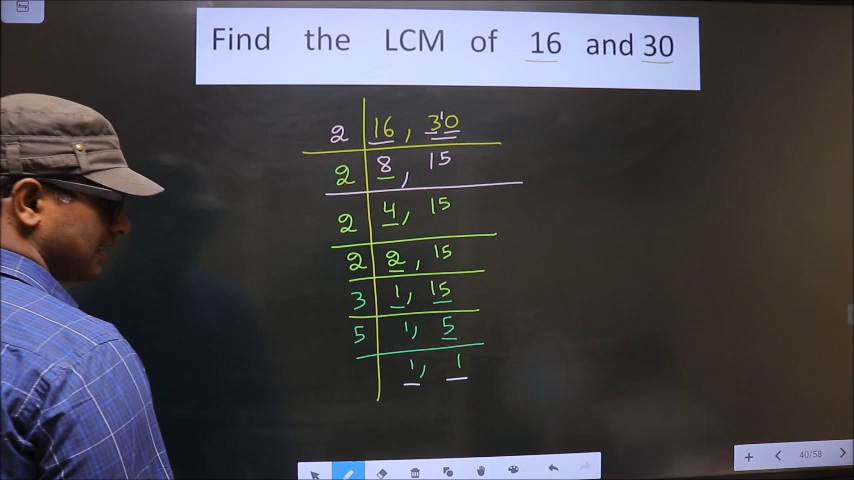 Find the LCM of 16 and 30
2 16, 30
2 8, 15
2 4, 15
2 2, 15
3 1, 15
5 1, 5
1, 1
40/58